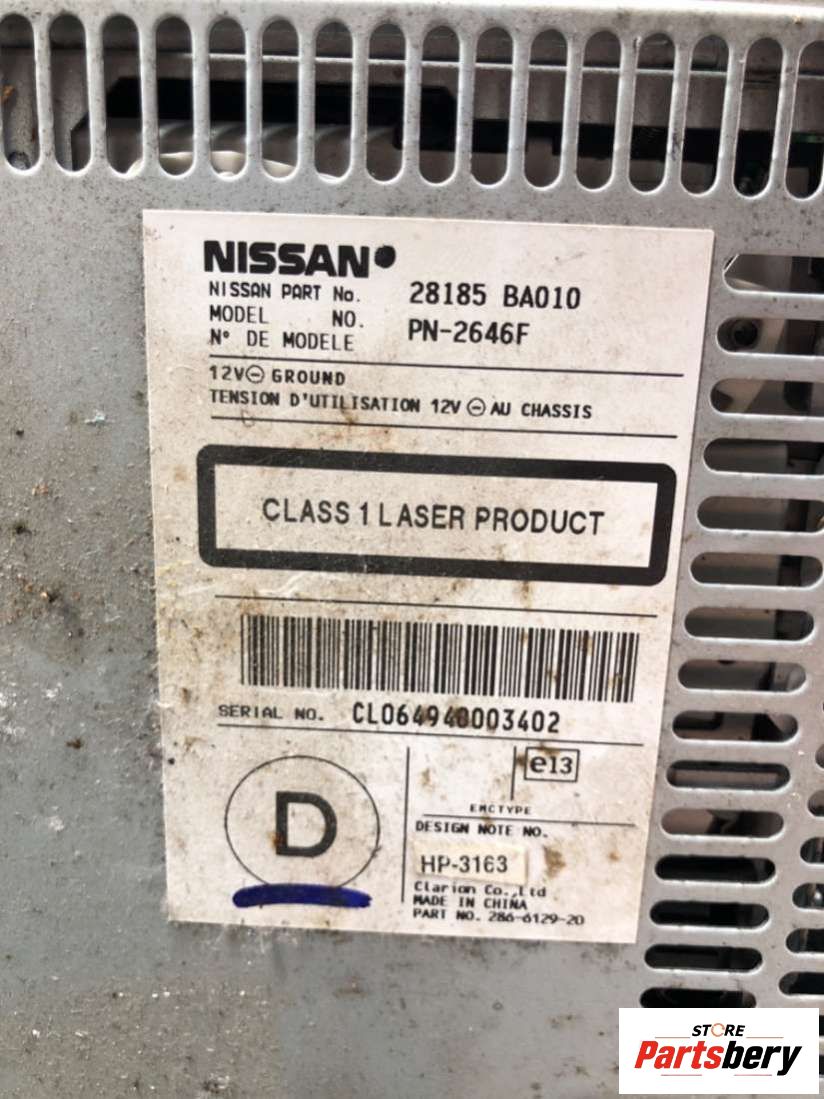 NISSAN
NISSAN PART No. 28185 BA010
MODEL NO.
N° DE MODELE PN-2646F
12V⊖ GROUND
TENSION D'UTILISATION 12V ⊖ AU CHASSIS
CLASS 1 LASER PRODUCT
SERIAL NO. CL064940003402
D
e13
EMCTYPE
DESIGN NOTE NO.
HP-3163
Clarion Co.,Ltd
MADE IN CHINA
PART NO. 286-6129-20
STORE
Partsbery